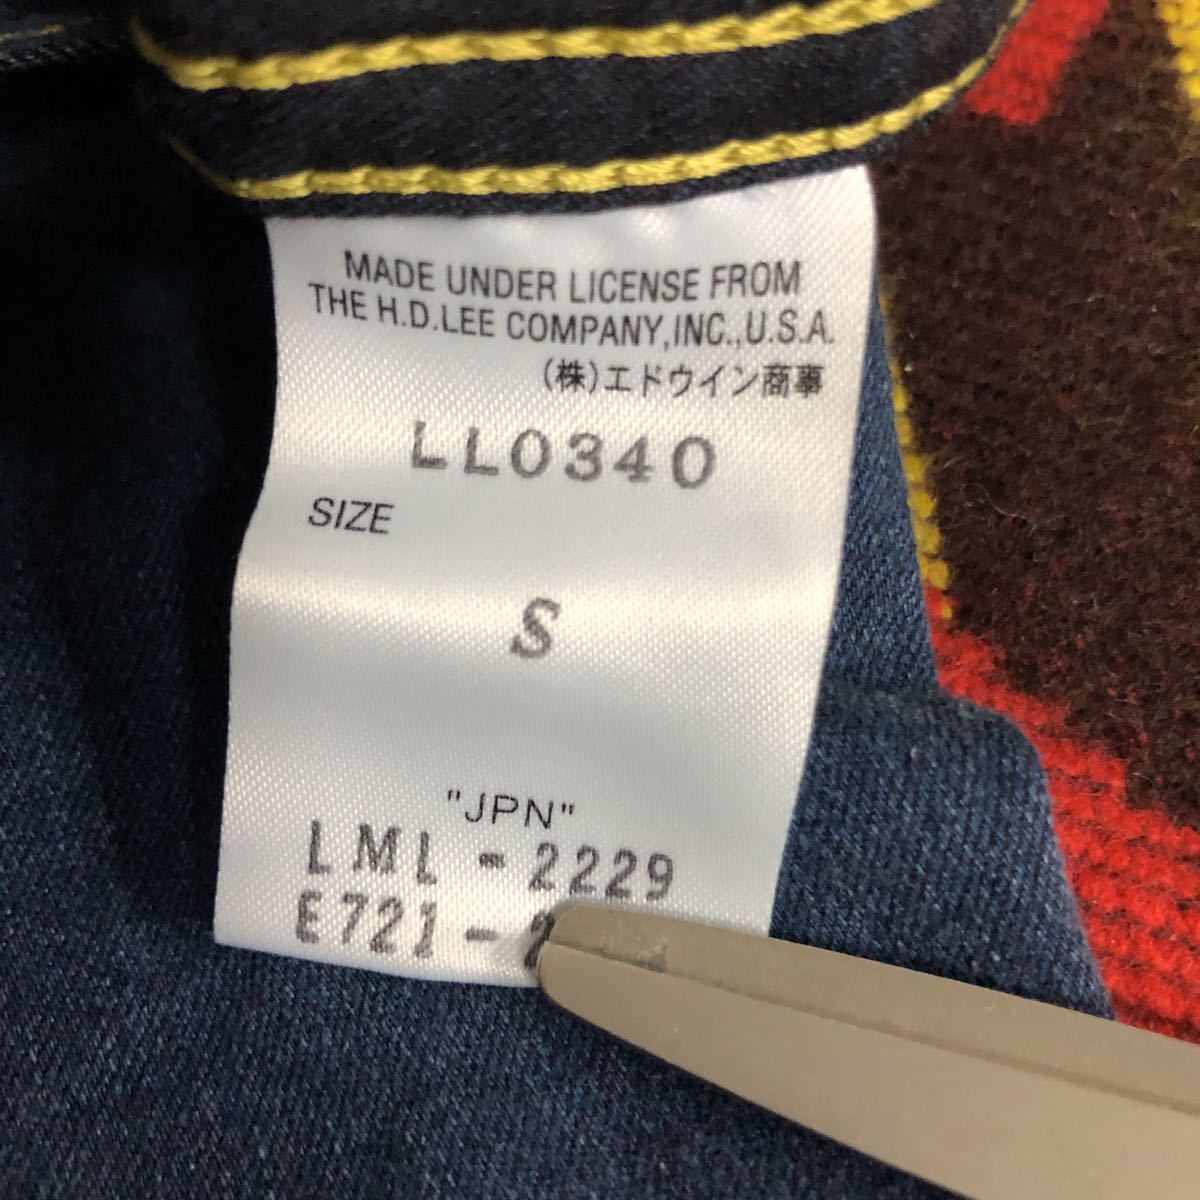 MADE UNDER LICENSE FROM
THE H.D.LEE COMPANY,INC.,U.S.A.
(株)エドウイン商事
LL0340
SIZE
S
"JPN"
LML-2229
E721-